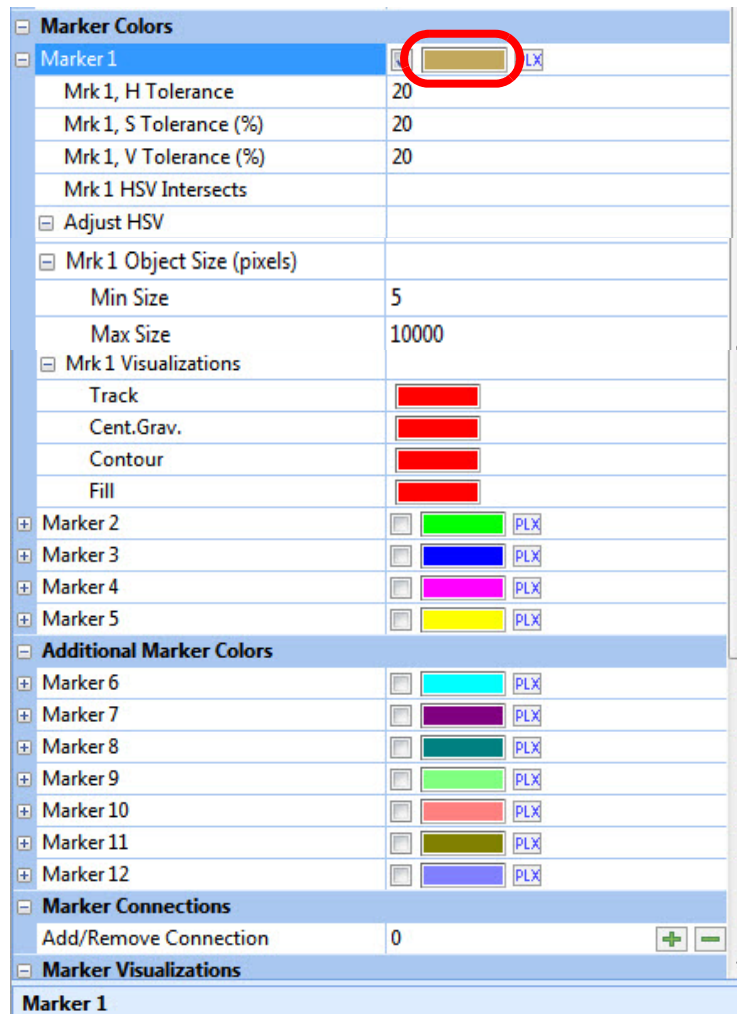 Marker Colors
Marker 1 LX
Mrk 1, H Tolerance 20
Mrk 1, S Tolerance (%) 20
Mrk 1, V Tolerance (%) 20
Mrk 1 HSV Intersects
Adjust HSV
Mrk 1 Object Size (pixels)
Min Size 5
Max Size 10000
Mrk 1 Visualizations
Track
Cent.Grav.
Contour
Fill
Marker 2 PLX
Marker 3 PLX
Marker 4 PLX
Marker 5 PLX
Additional Marker Colors
Marker 6 PLX
Marker 7 PLX
Marker 8 PLX
Marker 9 PLX
Marker 10 PLX
Marker 11 PLX
Marker 12 PLX
Marker Connections
Add/Remove Connection 0
Marker Visualizations
Marker 1